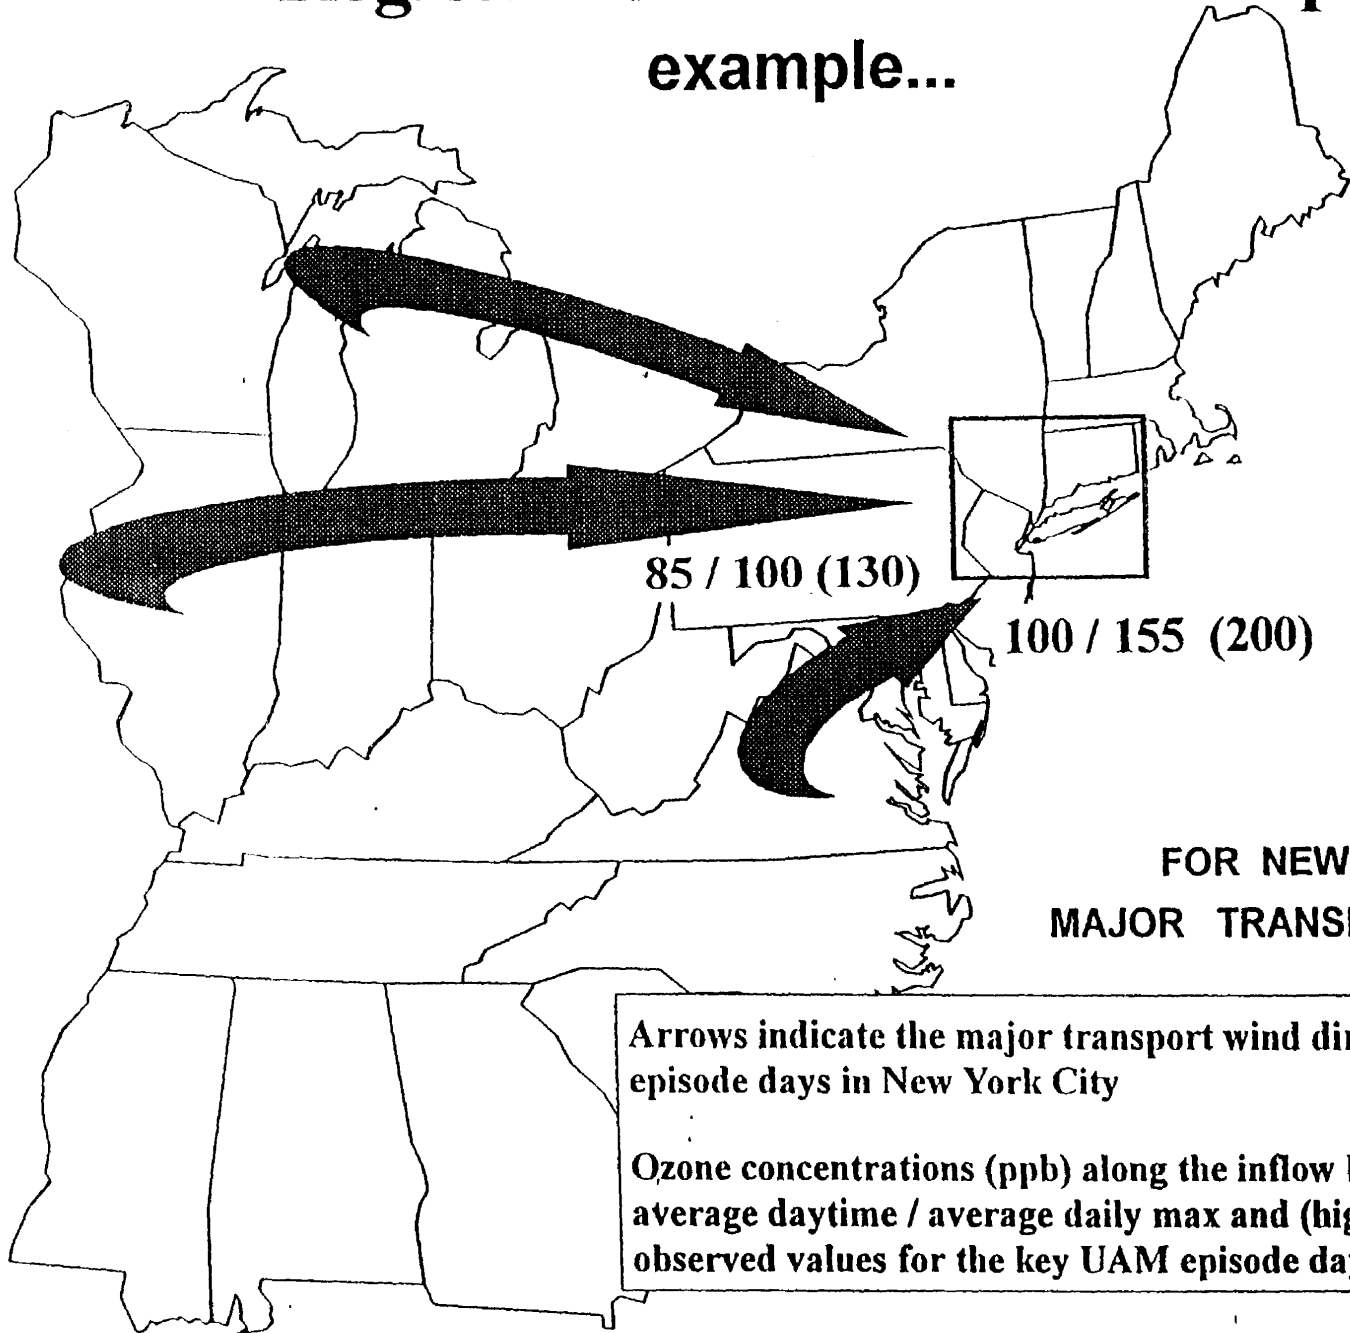 example...
85 / 100 (130)
100 / 155 (200)
FOR NEW
MAJOR TRANS
Arrows indicate the major transport wind di
episode days in New York City
Ozone concentrations (ppb) along the inflow
average daytime / average daily max and (hi
observed values for the key UAM episode da